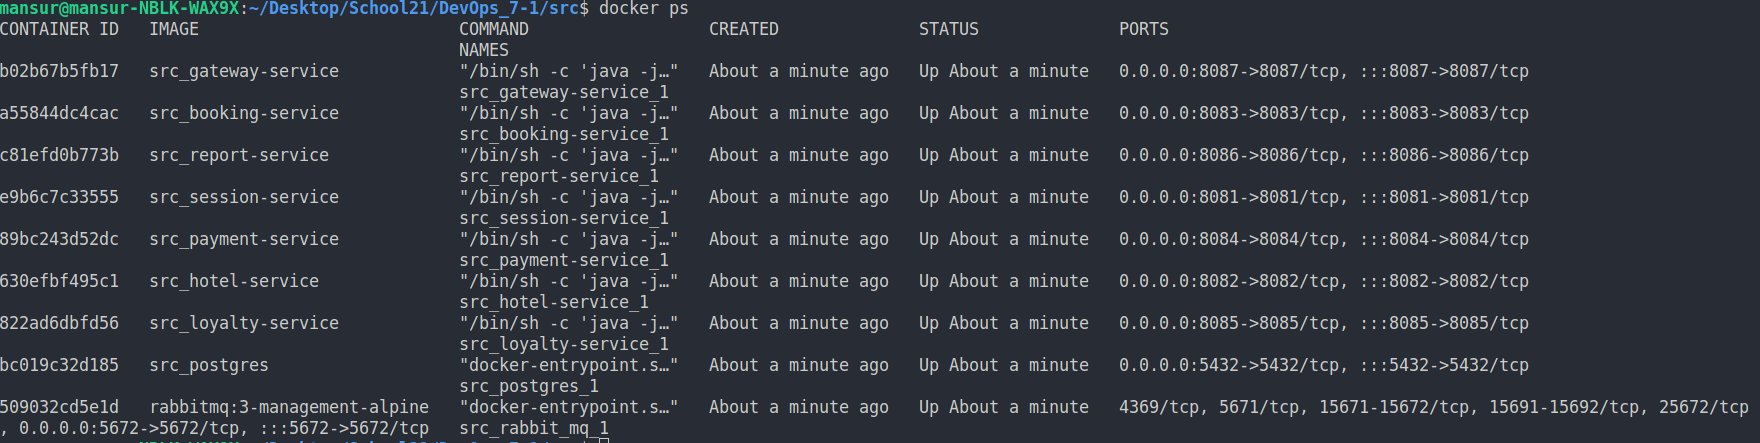 mansur@mansur-NBLK-WAX9X:~/Desktop/School21/DevOps_7-1/src$ docker ps
CONTAINER ID   IMAGE                          COMMAND                  CREATED              STATUS              PORTS
                                              NAMES
b02b67b5fb17   src_gateway-service            "/bin/sh -c 'java -j…"   About a minute ago   Up About a minute   0.0.0.0:8087->8087/tcp, :::8087->8087/tcp
                                              src_gateway-service_1
a55844dc4cac   src_booking-service            "/bin/sh -c 'java -j…"   About a minute ago   Up About a minute   0.0.0.0:8083->8083/tcp, :::8083->8083/tcp
                                              src_booking-service_1
c81efd0b773b   src_report-service             "/bin/sh -c 'java -j…"   About a minute ago   Up About a minute   0.0.0.0:8086->8086/tcp, :::8086->8086/tcp
                                              src_report-service_1
e9b6c7c33555   src_session-service            "/bin/sh -c 'java -j…"   About a minute ago   Up About a minute   0.0.0.0:8081->8081/tcp, :::8081->8081/tcp
                                              src_session-service_1
89bc243d52dc   src_payment-service            "/bin/sh -c 'java -j…"   About a minute ago   Up About a minute   0.0.0.0:8084->8084/tcp, :::8084->8084/tcp
                                              src_payment-service_1
630efbf495c1   src_hotel-service              "/bin/sh -c 'java -j…"   About a minute ago   Up About a minute   0.0.0.0:8082->8082/tcp, :::8082->8082/tcp
                                              src_hotel-service_1
822ad6dbfd56   src_loyalty-service            "/bin/sh -c 'java -j…"   About a minute ago   Up About a minute   0.0.0.0:8085->8085/tcp, :::8085->8085/tcp
                                              src_loyalty-service_1
bc019c32d185   src_postgres                   "docker-entrypoint.s…"   About a minute ago   Up About a minute   0.0.0.0:5432->5432/tcp, :::5432->5432/tcp
                                              src_postgres_1
509032cd5e1d   rabbitmq:3-management-alpine   "docker-entrypoint.s…"   About a minute ago   Up About a minute   4369/tcp, 5671/tcp, 15671-15672/tcp, 15691-15692/tcp, 25672/tcp
, 0.0.0.0:5672->5672/tcp, :::5672->5672/tcp   src_rabbit_mq_1